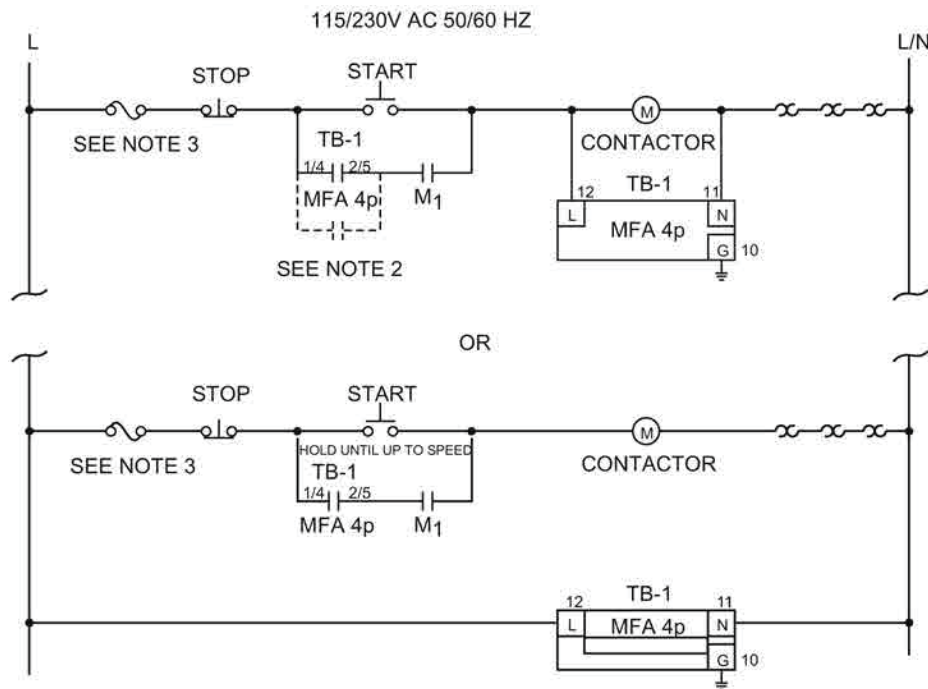 115/230V AC 50/60 HZ
L
L/N
STOP
START
SEE NOTE 3
M
CONTACTOR
TB-1
1/4
2/5
MFA 4p
M1
SEE NOTE 2
TB-1
12
11
L
MFA 4p
N
G
10
OR
STOP
START
SEE NOTE 3
HOLD UNTIL UP TO SPEED
M
CONTACTOR
TB-1
1/4
2/5
MFA 4p
M1
TB-1
12
11
L
MFA 4p
N
G
10